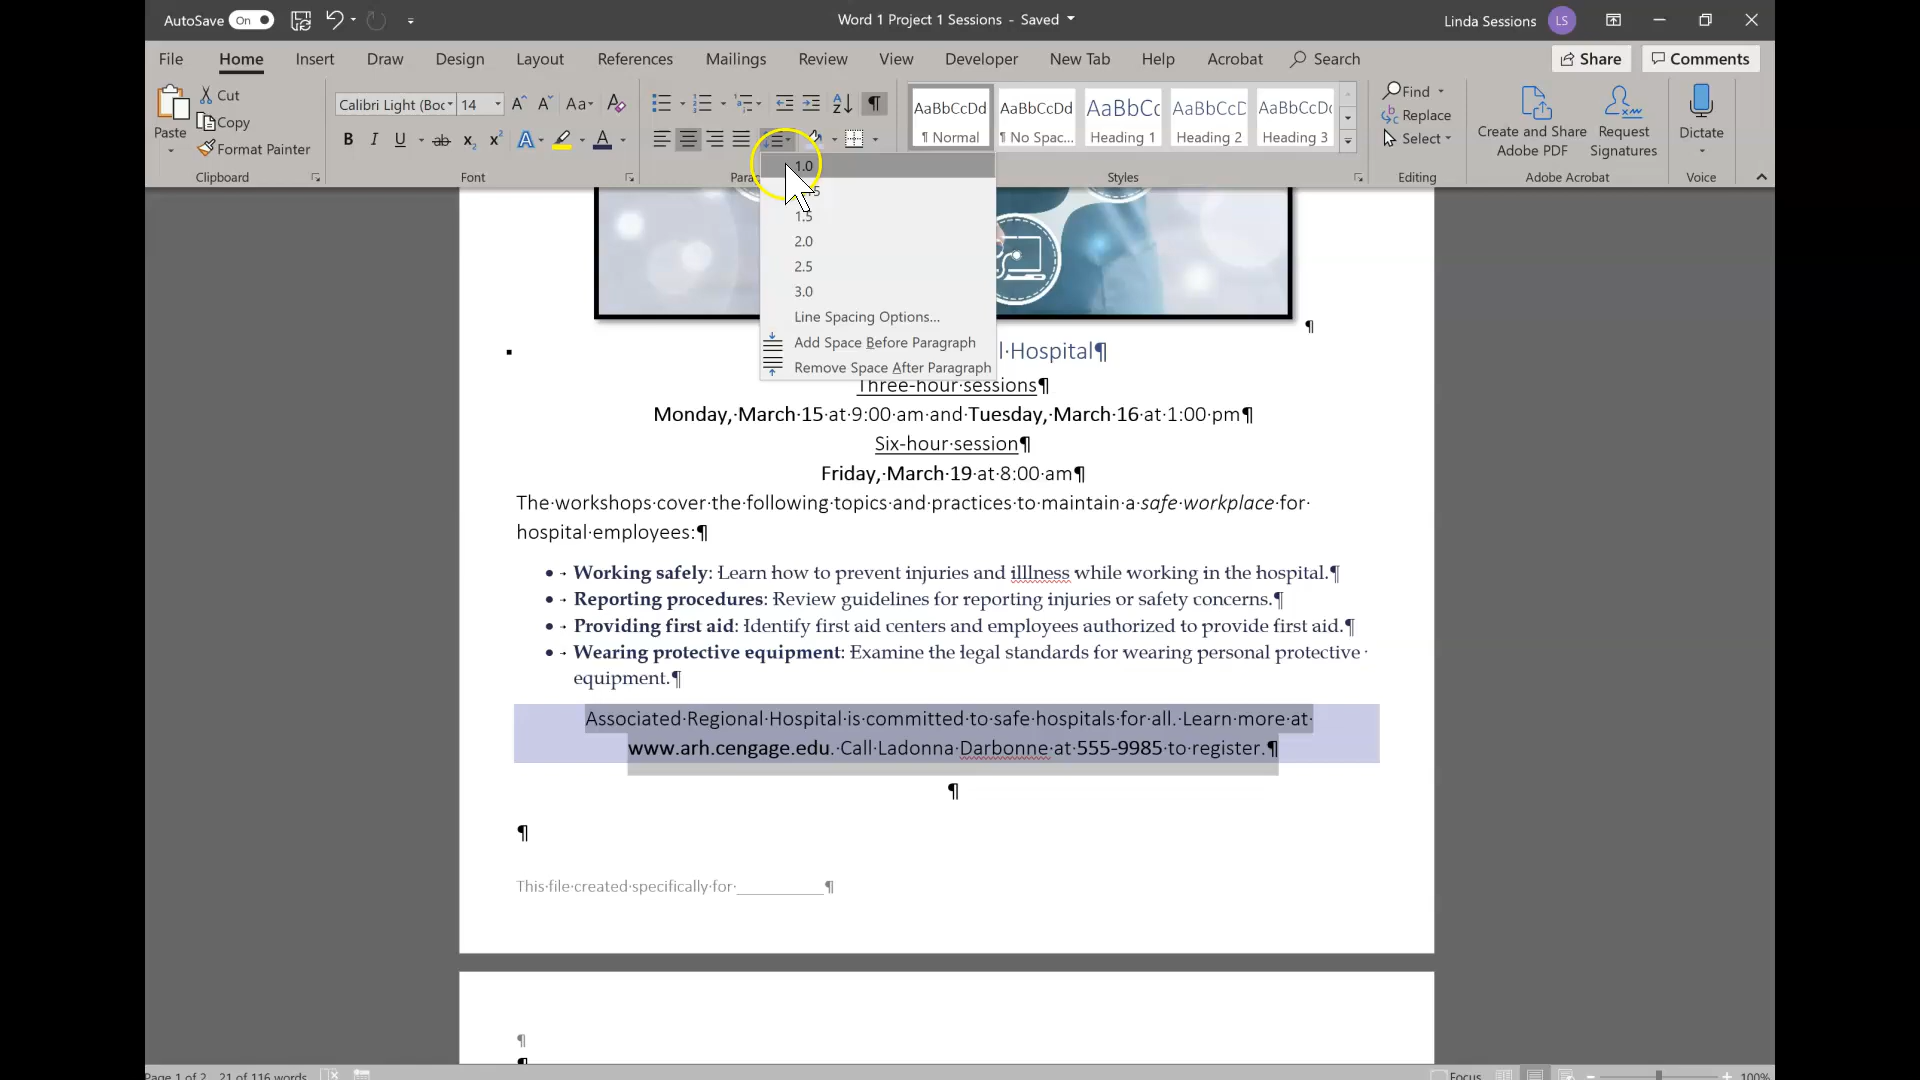 AutoSave On
Word 1 Project 1 Sessions - Saved
Linda Sessions LS
File Home Insert Draw Design Layout References Mailings Review View Developer New Tab Help Acrobat Search Share Comments
Paste
Cut
Copy
Format Painter
Clipboard
Calibri Light (Boc 14
Font
AaBbCcDd
¶ Normal
AaBbCcDd
¶ No Spac...
AaBbCc
Heading 1
AaBbCcD
Heading 2
AaBbCcDc
Heading 3
Styles
Find
Replace
Select
Editing
Create and Share
Adobe PDF
Request
Signatures
Adobe Acrobat
Dictate
Voice
1.0
1.5
2.0
2.5
3.0
Line Spacing Options...
Add Space Before Paragraph
Remove Space After Paragraph
l·Hospital¶
Three-hour·sessions¶
Monday,·March·15·at·9:00·am·and·Tuesday,·March·16·at·1:00·pm¶
Six-hour·session¶
Friday,·March·19·at·8:00·am¶
The·workshops·cover·the·following·topics·and·practices·to·maintain·a·safe·workplace·for·
hospital·employees:¶
• Working safely: Learn how to prevent injuries and illlness while working in the hospital.¶
• Reporting procedures: Review guidelines for reporting injuries or safety concerns.¶
• Providing first aid: Identify first aid centers and employees authorized to provide first aid.¶
• Wearing protective equipment: Examine the legal standards for wearing personal protective
equipment.¶
Associated·Regional·Hospital·is·committed·to·safe·hospitals·for·all.·Learn·more·at·
www.arh.cengage.edu.·Call·Ladonna·Darbonne·at·555-9985·to·register.¶
¶
¶
This·file·created·specifically·for·___________¶
¶
Page 1 of 2 21 of 116 words Focus 100%